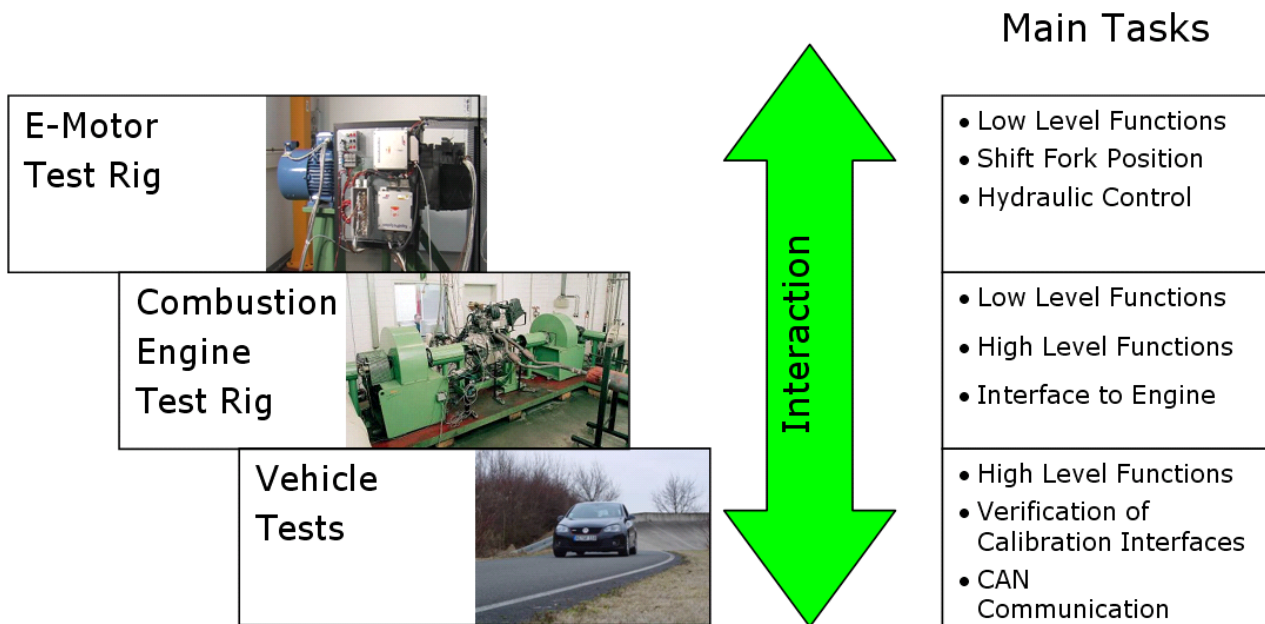 Main Tasks
E-Motor
Test Rig
• Low Level Functions
• Shift Fork Position
• Hydraulic Control
Combustion
Engine
Test Rig
Interaction
• Low Level Functions
• High Level Functions
• Interface to Engine
Vehicle
Tests
• High Level Functions
• Verification of
Calibration Interfaces
• CAN
Communication